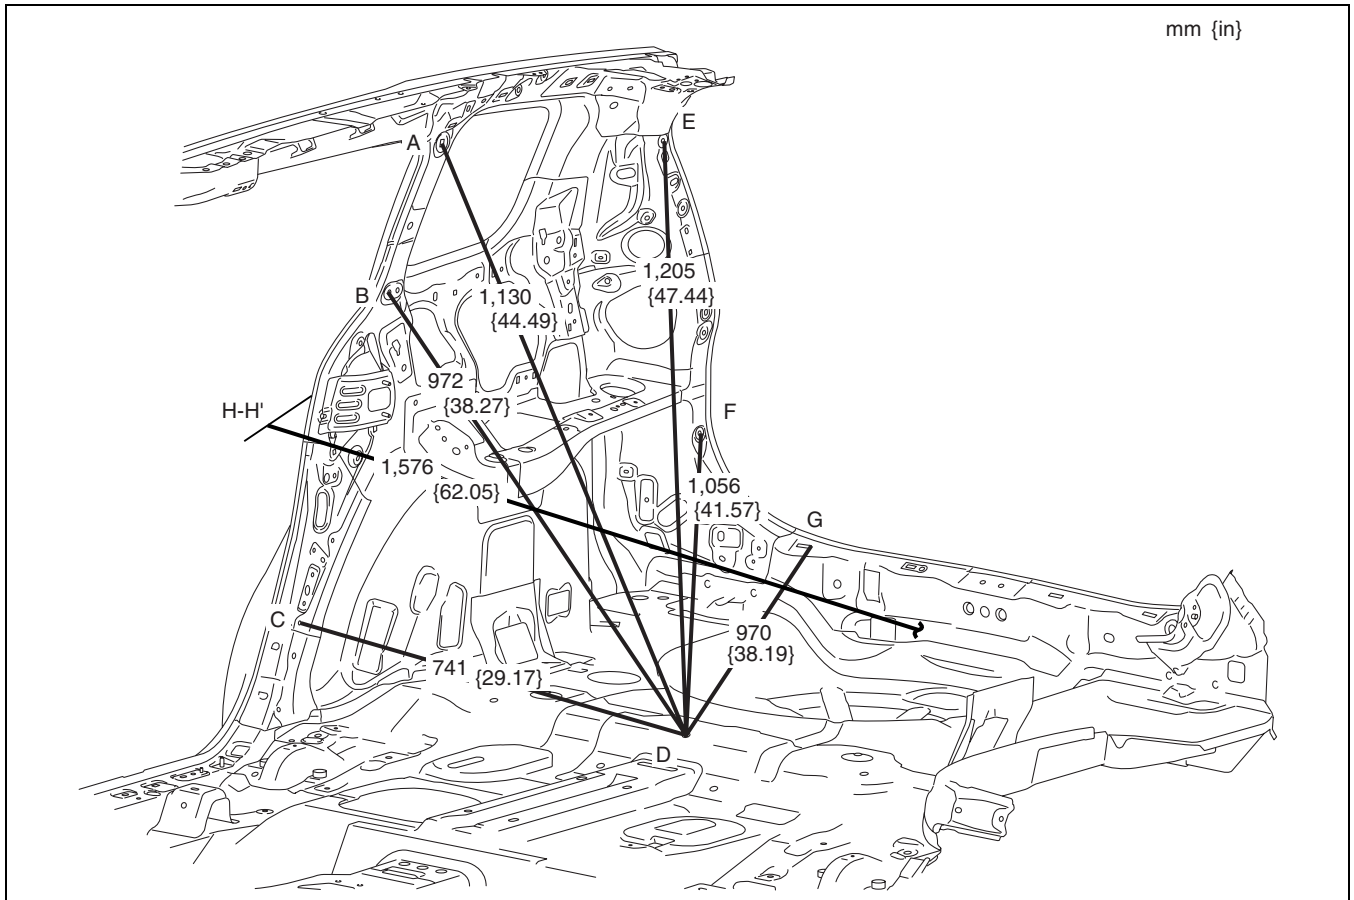 mm {in}
E
A
1,205
{47.44}
B
1,130
{44.49}
972
{38.27}
H-H'
F
1,576
{62.05}
1,056
{41.57}
G
C
970
{38.19}
741
{29.17}
D